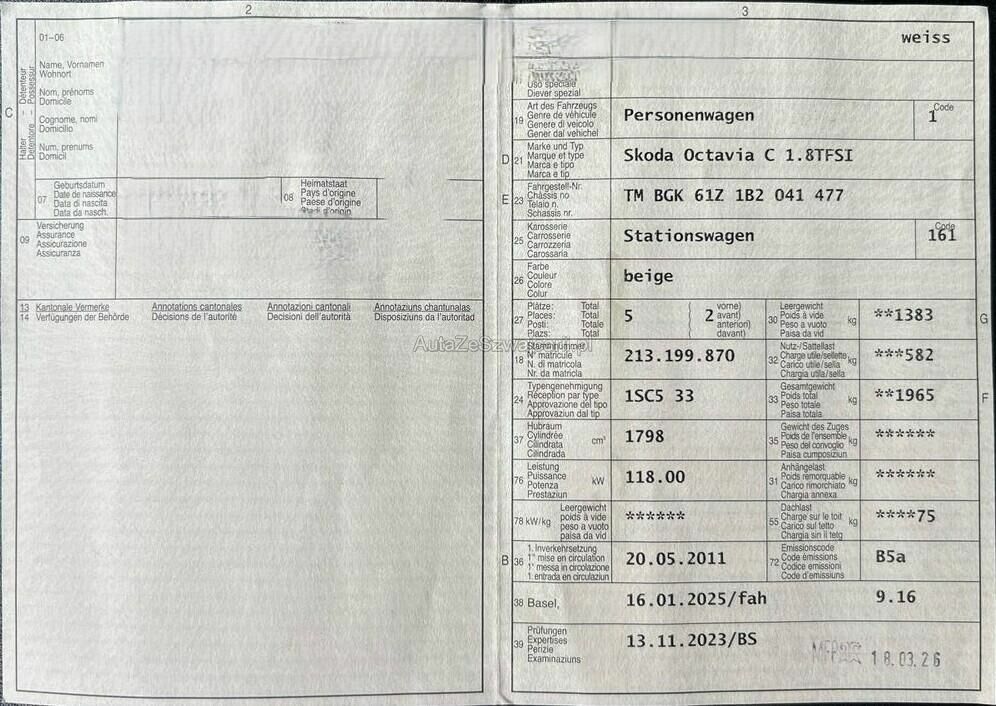 2
01-06
Halter – Détenteur
Detentore – Possessur
C
Name, Vornamen
Wohnort
Nom, prénoms
Domicile
Cognome, nomi
Domicilio
Num, prenums
Domicil
07
Geburtsdatum
Date de naissance
Data di nascita
Data da nasch.
08
Heimatstaat
Pays d'origine
Paese d'origine
Stadi d'origin
09
Versicherung
Assurance
Assicurazione
Assicuranza
13 Kantonale Vermerke Annotations cantonales Annotazioni cantonali Annotaziuns chantunalas
14 Verfügungen der Behörde Décisions de l'autorité Decisioni dell'autorità Disposiziuns da l'autoritad
AutaZeSzwajcarii.pl
3
weiss
Uso speciale
Diever spezial
19
Art des Fahrzeugs
Genre de véhicule
Genere di veicolo
Gener dal vehichel
Personenwagen
Code
1
D 21
Marke und Typ
Marque et type
Marca e tipo
Marca e tip
Skoda Octavia C 1.8TFSI
E 23
Fahrgestell-Nr.
Châssis no
Telaio n.
Schassis nr.
TM BGK 61Z 1B2 041 477
25
Karosserie
Carrosserie
Carrozzeria
Carossaria
Stationswagen
Code
161
26
Farbe
Couleur
Colore
Colur
beige
27
Plätze: Total
Places: Total
Posti: Totale
Plazs: Total
5
( 2 vorne)
avant)
anteriori)
davant)
30
Leergewicht
Poids à vide
Peso a vuoto
Paisa da vid
kg
**1383
G
18
Stammnummer
N° matricule
N. di matricola
Nr. da matricla
213.199.870
32
Nutz-/Sattellast
Charge utile/sellette
Carico utile/sella
Chargia utila/sella
kg
***582
24
Typengenehmigung
Réception par type
Approvazione del tipo
Approvaziun dal tip
1SC5 33
33
Gesamtgewicht
Poids total
Peso totale
Paisa totala
kg
**1965
F
37
Hubraum
Cylindrée
Cilindrata
Cilindrada
cm³
1798
35
Gewicht des Zuges
Poids de l'ensemble
Peso del convoglio
Paisa cumposiziun
kg
******
76
Leistung
Puissance
Potenza
Prestaziun
kW
118.00
31
Anhängelast
Poids remorquable
Carico rimorchiato
Chargia annexa
kg
******
78 kW/kg
Leergewicht
poids à vide
peso a vuoto
paisa da vid
******
55
Dachlast
Charge sur le toit
Carico sul tetto
Chargia sin il tetg
kg
****75
B 36
1. Inverkehrsetzung
1re mise en circulation
1a messa in circolazione
1. entrada en circulaziun
20.05.2011
72
Emissionscode
Code émissions
Codice emissioni
Code d'emissiuns
B5a
38 Basel,
16.01.2025/fah
9.16
39
Prüfungen
Expertises
Perizie
Examinaziuns
13.11.2023/BS
18.03.26